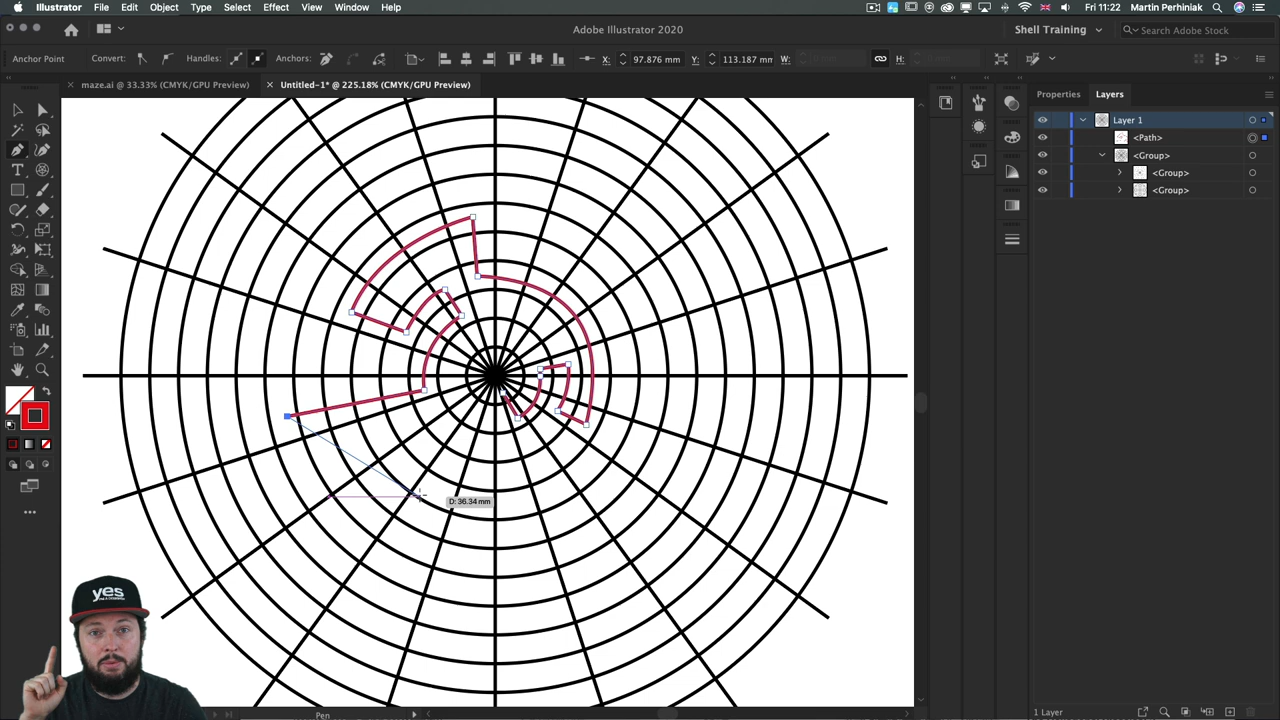 Illustrator File Edit Object Type Select Effect View Window Help Fri 11:22 Martin Perhiniak
Adobe Illustrator 2020 Shell Training Search Adobe Stock
Anchor Point Convert: Handles: Anchors: X: 97.876 mm Y: 113.187 mm W: H:
maze.ai @ 33.33% (CMYK/GPU Preview) Untitled-1* @ 225.18% (CMYK/GPU Preview)
Properties Layers
Layer 1
<Path>
<Group>
<Group>
<Group>
D: 36.34 mm
yes
Pen
1 Layer